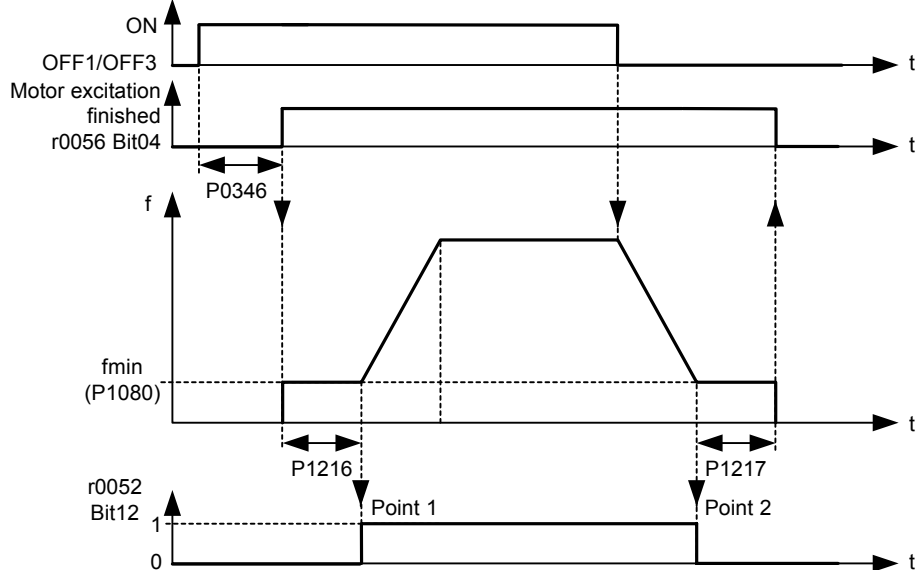 ON
OFF1/OFF3
t
Motor excitation
finished
r0056 Bit04
t
P0346
f
fmin
(P1080)
t
P1216
P1217
r0052
Bit12
Point 1
Point 2
1
0
t